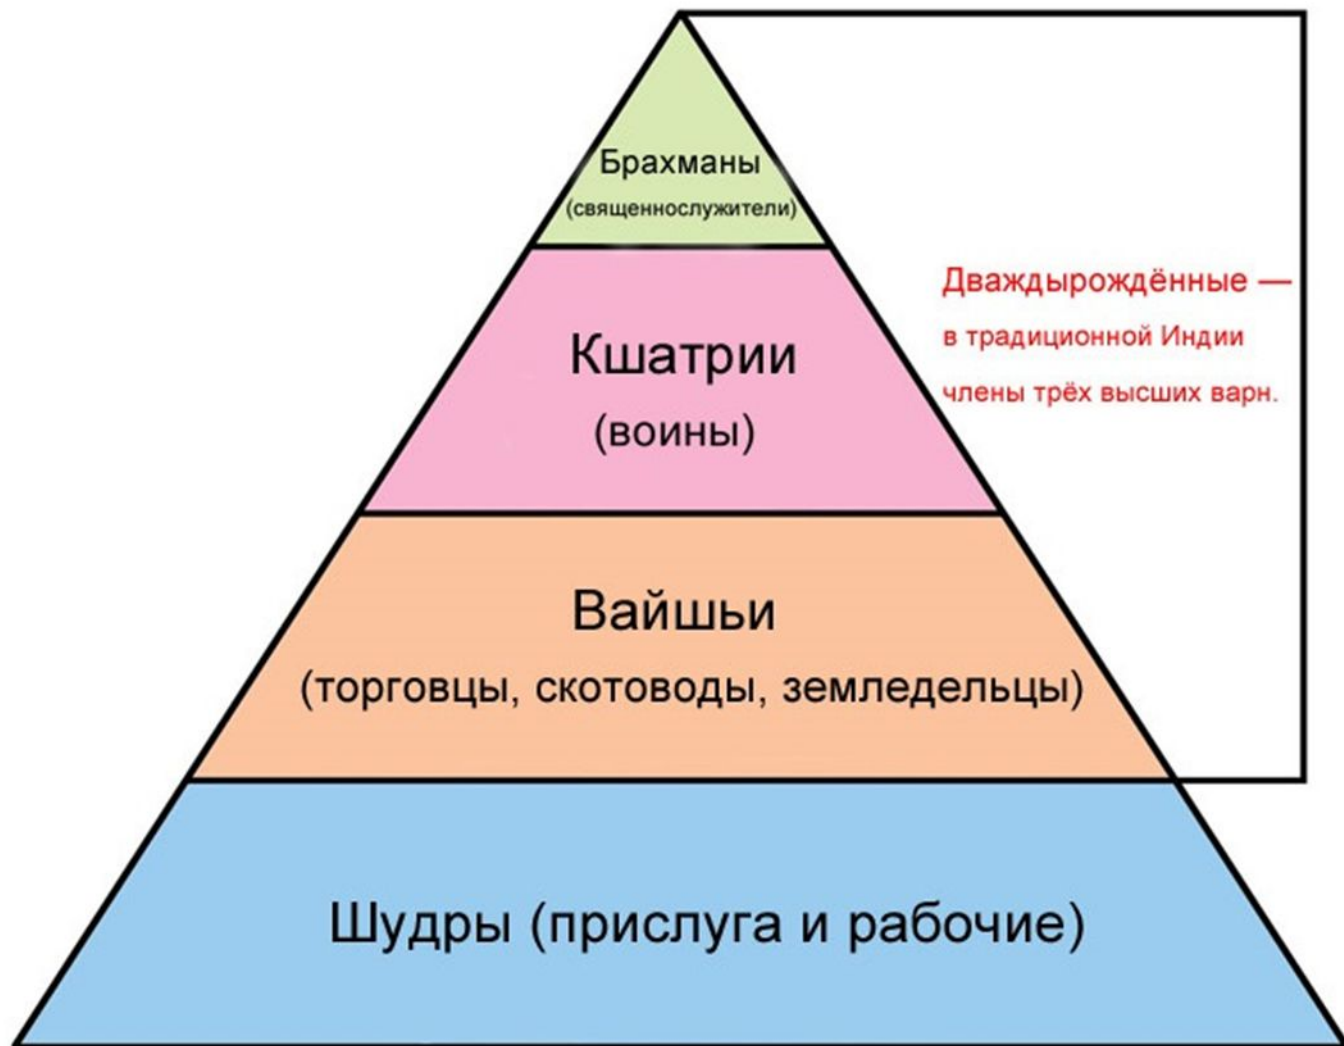 Брахманы
(священнослужители)
Кшатрии
(воины)
Дваждырождённые —
в традиционной Индии
члены трёх высших варн.
Вайшьи
(торговцы, скотоводы, земледельцы)
Шудры (прислуга и рабочие)